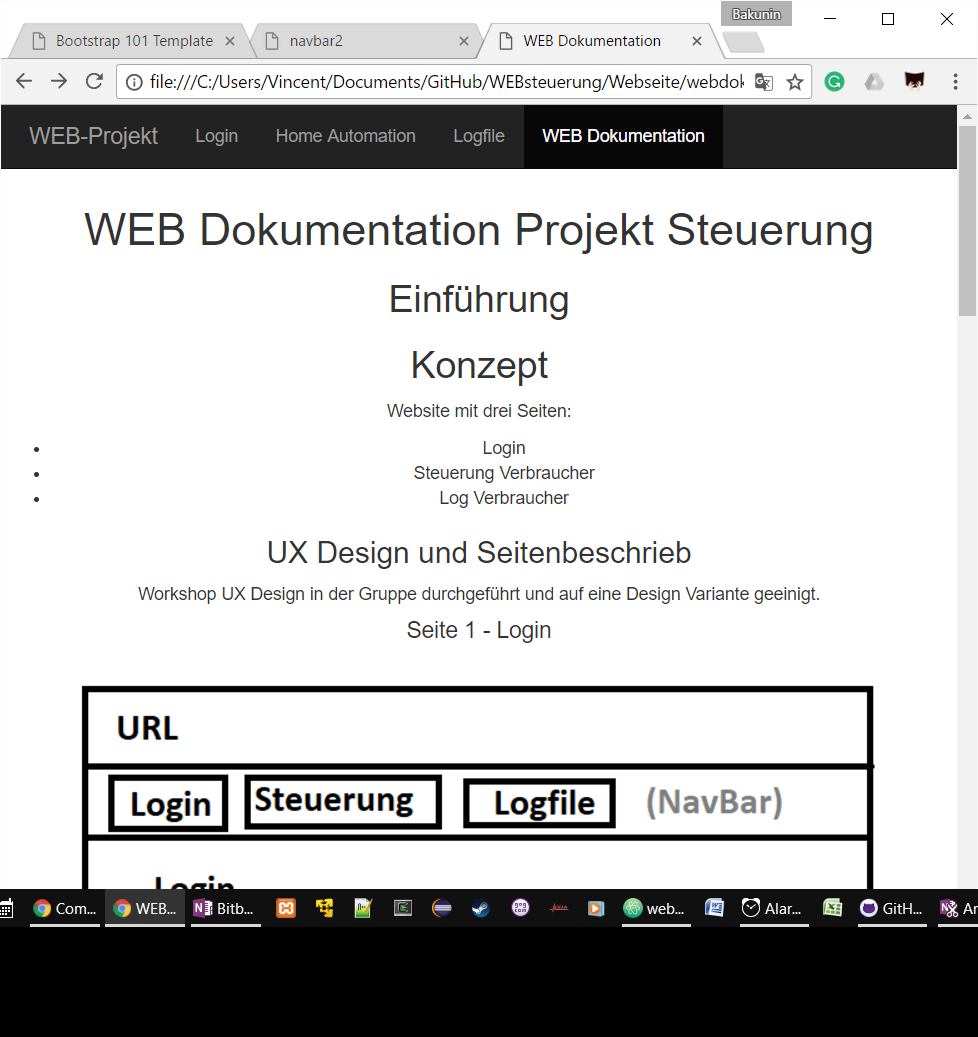 Bakunin
Bootstrap 101 Template
navbar2
WEB Dokumentation
file:///C:/Users/Vincent/Documents/GitHub/WEBsteuerung/Webseite/webdok
WEB-Projekt Login Home Automation Logfile WEB Dokumentation
WEB Dokumentation Projekt Steuerung
Einführung
Konzept
Website mit drei Seiten:
Login
Steuerung Verbraucher
Log Verbraucher
UX Design und Seitenbeschrieb
Workshop UX Design in der Gruppe durchgeführt und auf eine Design Variante geeinigt.
Seite 1 - Login
URL
Login Steuerung Logfile (NavBar)
Login
Com... WEB... Bitb... web... Alar... GitH... Ar